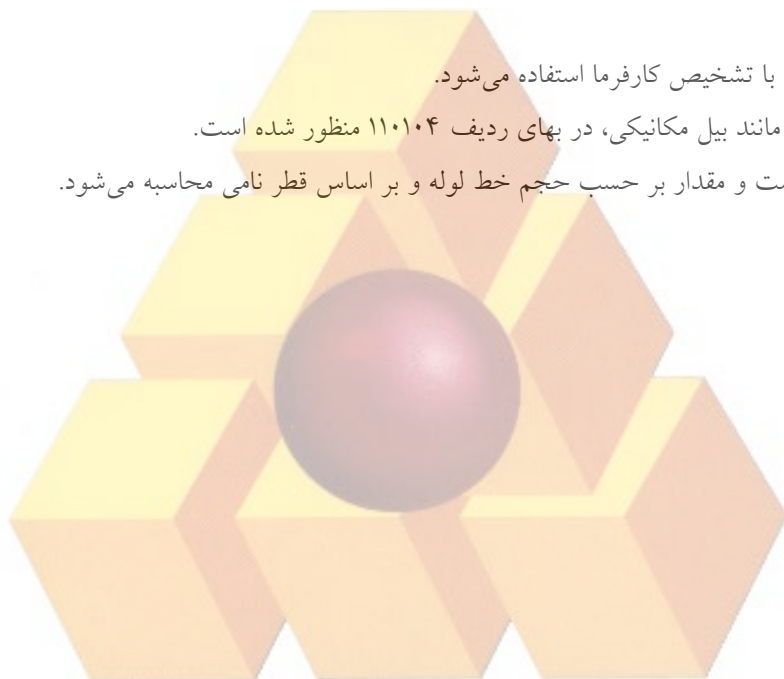 با تشخیص کارفرما استفاده می‌شود.
مانند بیل مکانیکی، در بهای ردیف ۱۱۰۱۰۴ منظور شده است.
و مقدار بر حسب حجم خط لوله و بر اساس قطر نامی محاسبه می‌شود.